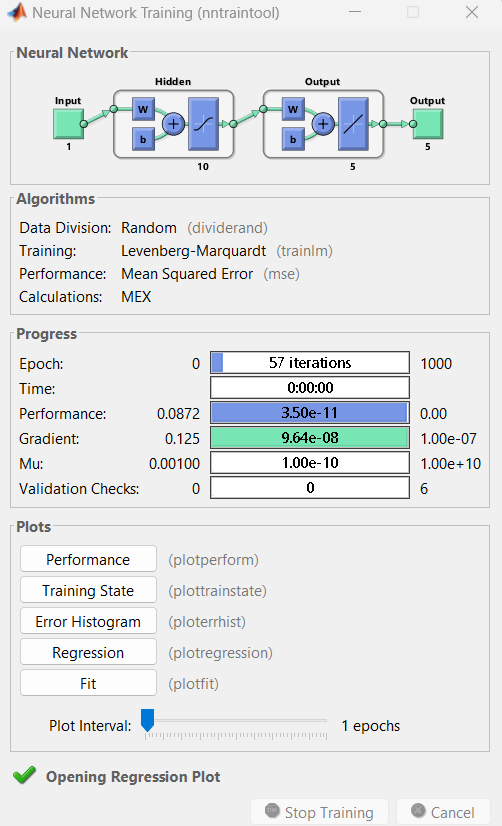 Neural Network Training (nntraintool)
Neural Network
Hidden Output
Input Output
W W
b b
+ +
1 10 5 5
Algorithms
Data Division: Random (dividerand)
Training: Levenberg-Marquardt (trainlm)
Performance: Mean Squared Error (mse)
Calculations: MEX
Progress
Epoch: 0 57 iterations 1000
Time: 0:00:00
Performance: 0.0872 3.50e-11 0.00
Gradient: 0.125 9.64e-08 1.00e-07
Mu: 0.00100 1.00e-10 1.00e+10
Validation Checks: 0 0 6
Plots
Performance (plotperform)
Training State (plottrainstate)
Error Histogram (ploterrhist)
Regression (plotregression)
Fit (plotfit)
Plot Interval: 1 epochs
Opening Regression Plot
Stop Training Cancel